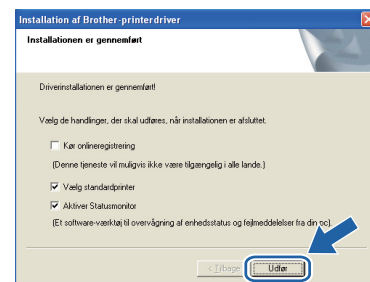 Installation af Brother-printerdriver
Installationen er gennemført
Driverinstallationen er gennemført!
Vælg de handlinger, der skal udføres, når installationen er afsluttet.
Kør onlineregistrering
(Denne tjeneste vil muligvis ikke være tilgængelig i alle lande.)
Vælg standardprinter
Aktiver Statusmonitor
(Et software-værktøj til overvågning af enhedsstatus og fejlmeddelelser fra din pc).
<Tilbage
Udfør